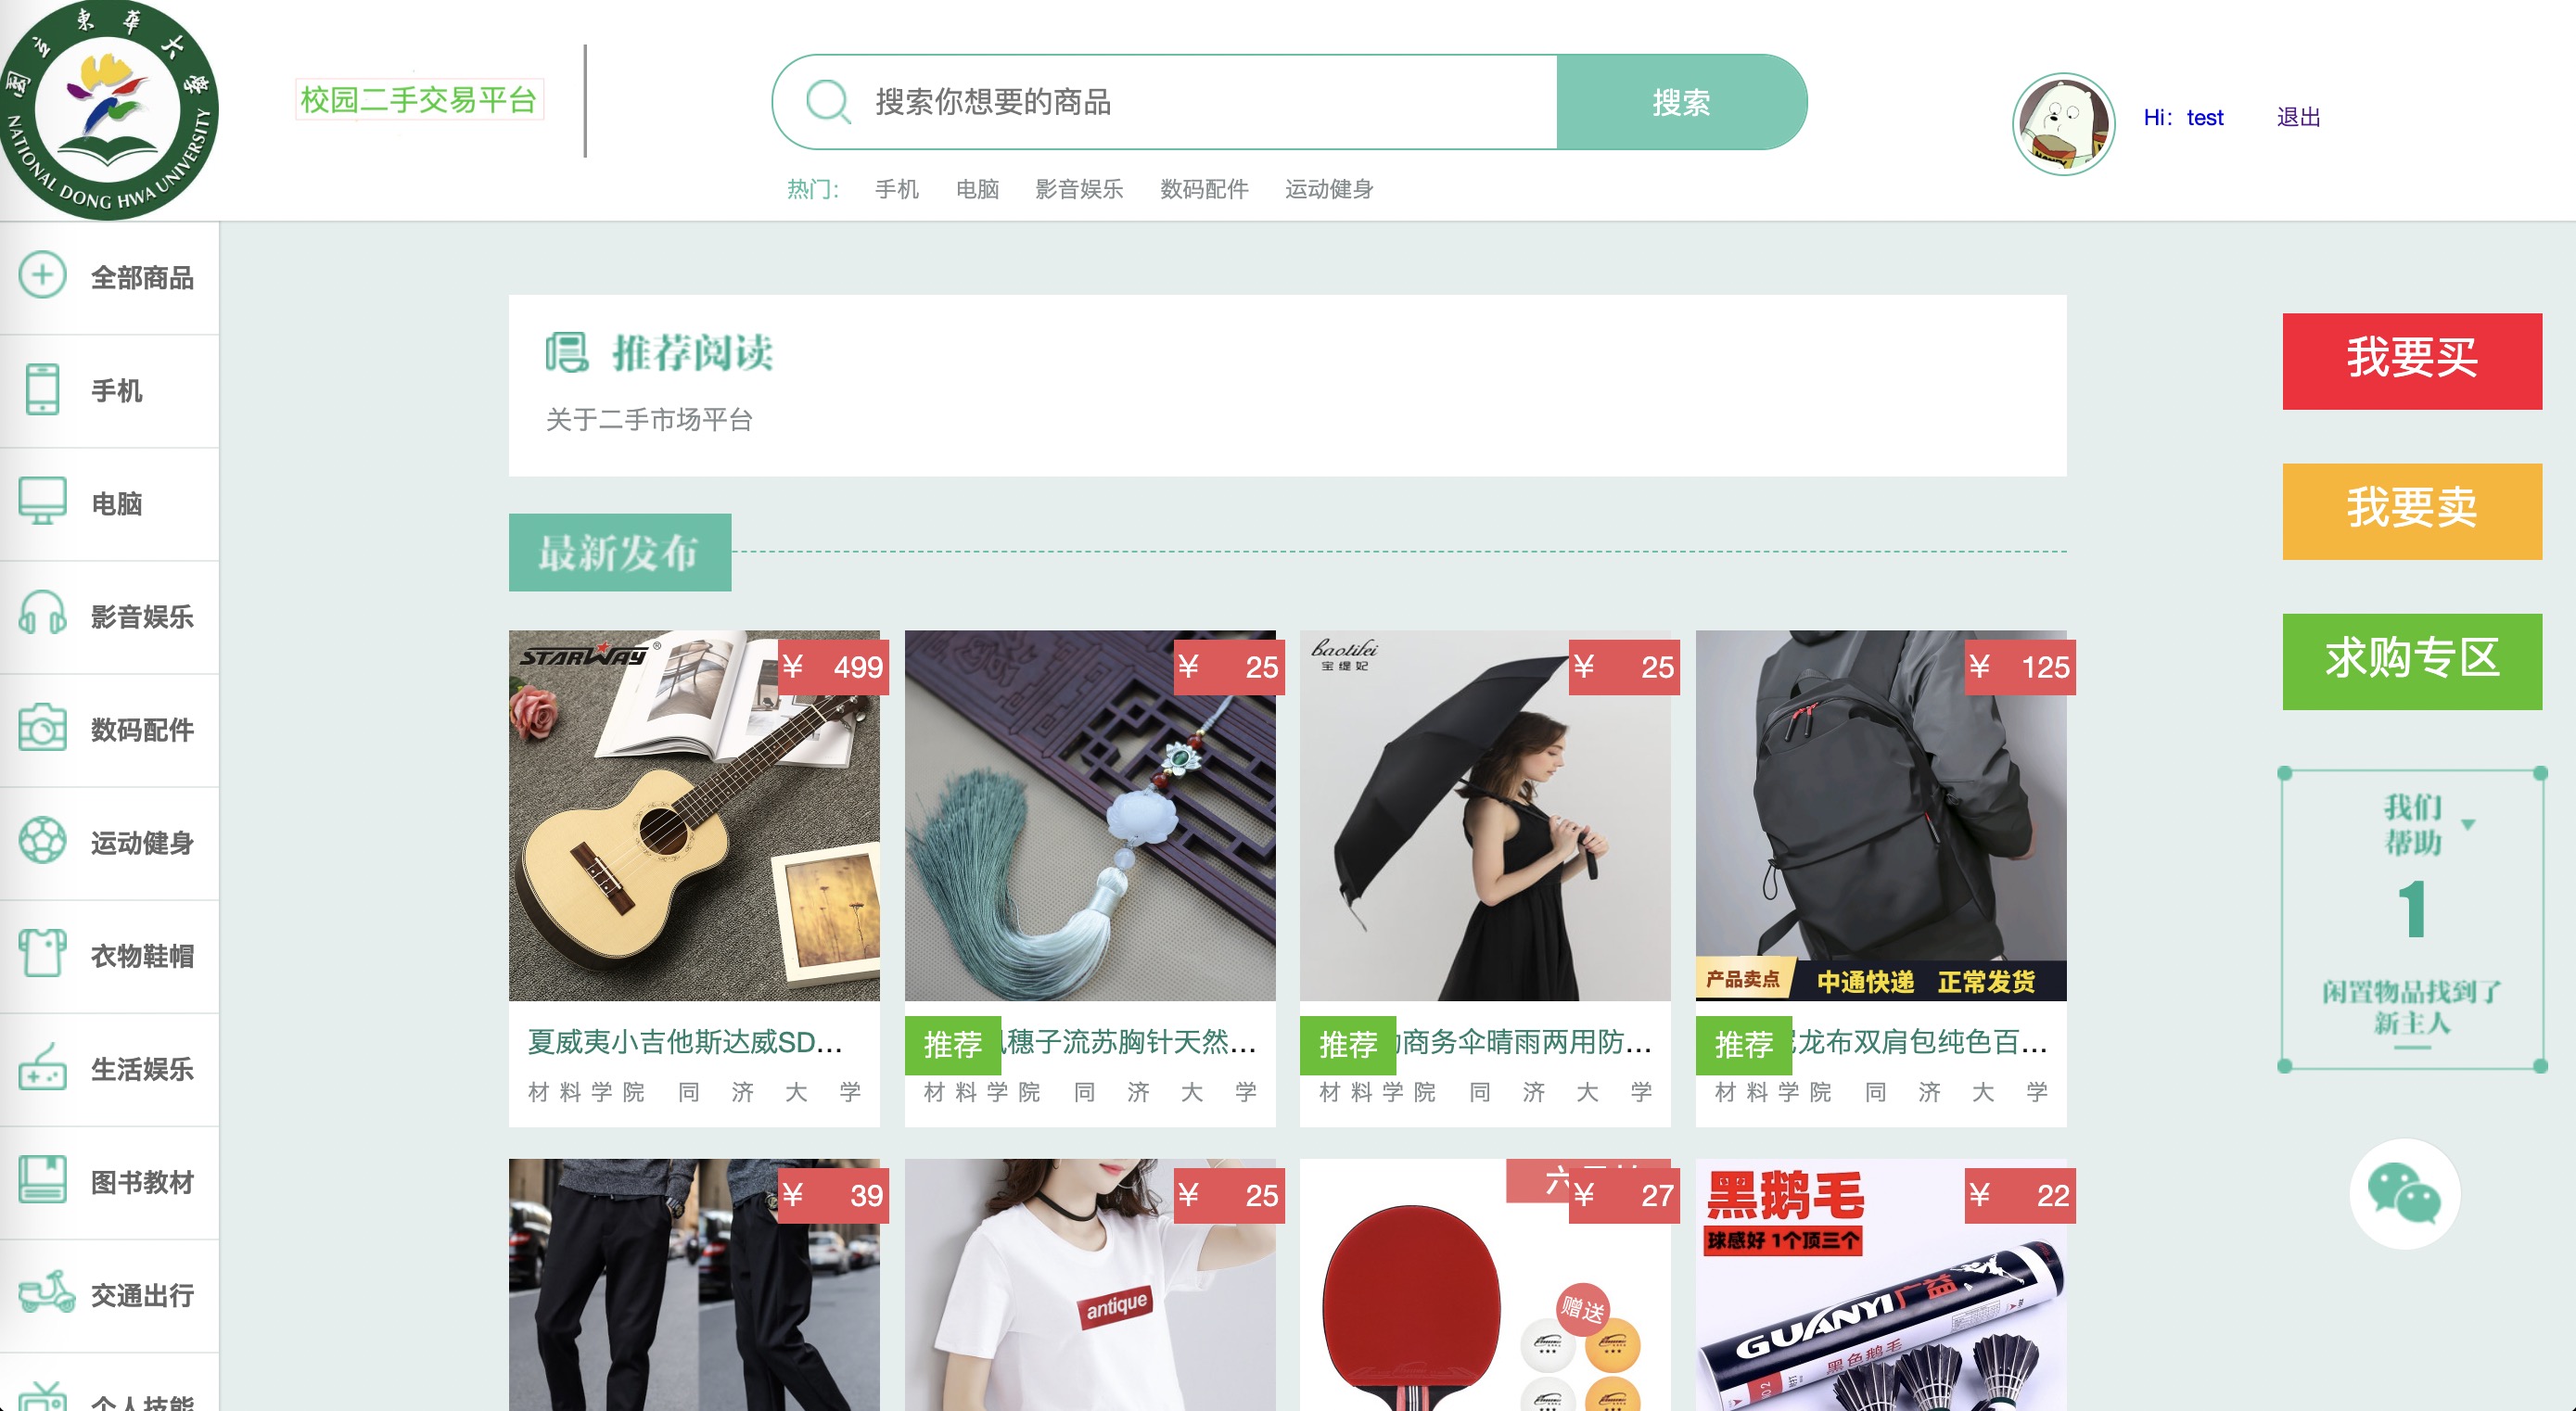 國立東華大學
NATIONAL DONG HWA UNIVERSITY
校园二手交易平台
搜索你想要的商品
搜索
Hi：test
退出
热门：
手机
电脑
影音娱乐
数码配件
运动健身
全部商品
手机
电脑
影音娱乐
数码配件
运动健身
衣物鞋帽
生活娱乐
图书教材
交通出行
个人技能
推荐阅读
关于二手市场平台
最新发布
STARWAY®
¥ 499
夏威夷小吉他斯达威SD...
材料学院 同济大学
¥ 25
推荐
穗子流苏胸针天然...
材料学院 同济大学
baotilei
宝缇妃
¥ 25
推荐
商务伞晴雨两用防...
材料学院 同济大学
¥ 125
产品卖点
中通快递 正常发货
推荐
龙布双肩包纯色百...
材料学院 同济大学
¥ 39
¥ 25
antique
¥ 27
赠送
¥ 22
黑鹅毛
球感好 1个顶三个
GUANYI广益
黑色鹅毛
我要买
我要卖
求购专区
我们
帮助
1
闲置物品找到了
新主人